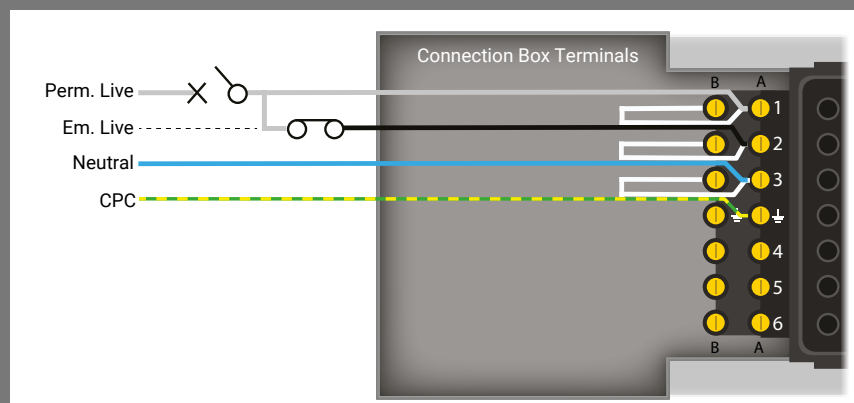 Connection Box Terminals
B A
Perm. Live
1
Em. Live
2
Neutral
3
CPC
4
5
6
B A